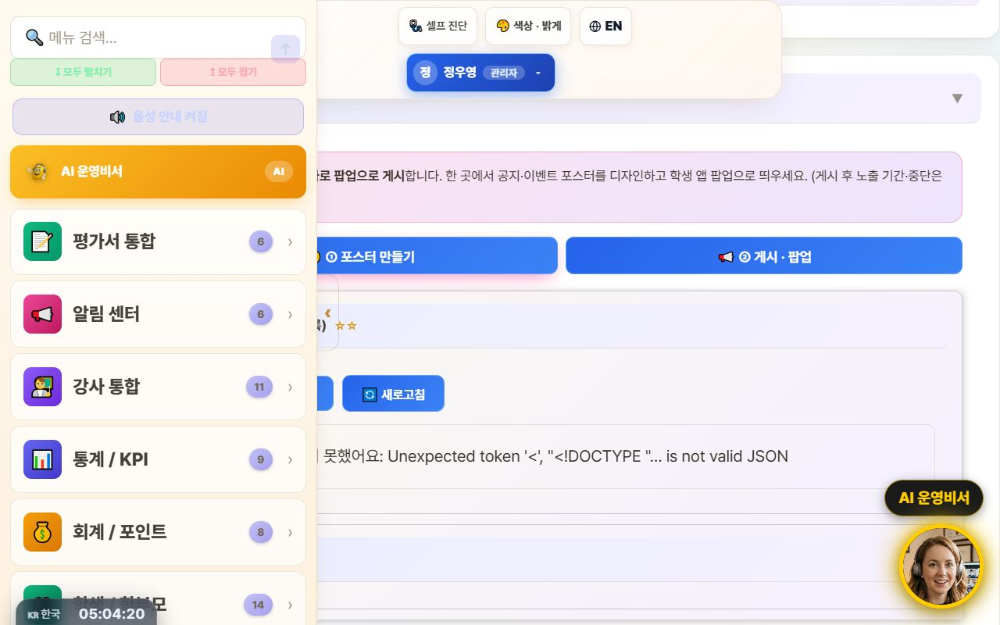 메뉴 검색...
↧ 모두 펼치기
↥ 모두 접기
음성 안내 켜짐
AI 운영비서
AI
평가서 통합
6
알림 센터
6
강사 통합
11
통계 / KPI
9
회계 / 포인트
8
학생 / 학부모
14
KR 한국 05:04:20
셀프 진단
색상 · 밝게
EN
정 정우영 관리자
▼
팝업으로 게시합니다. 한 곳에서 공지·이벤트 포스터를 디자인하고 학생 앱 팝업으로 띄우세요. (게시 후 노출 기간·중단은
① 포스터 만들기
② 게시 · 팝업
☆☆
새로고침
못했어요: Unexpected token '<', "<!DOCTYPE "... is not valid JSON
AI 운영비서